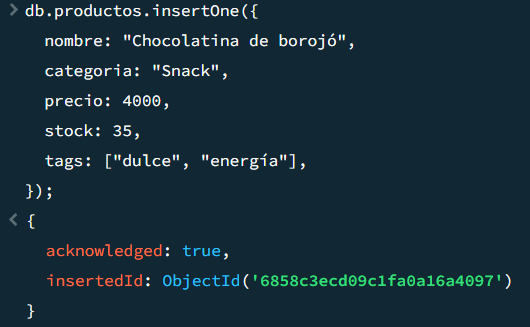 > db.productos.insertOne({
nombre: "Chocolatina de borojó",
categoria: "Snack",
precio: 4000,
stock: 35,
tags: ["dulce", "energía"],
});
< {
acknowledged: true,
insertedId: ObjectId('6858c3ecd09c1fa0a16a4097')
}